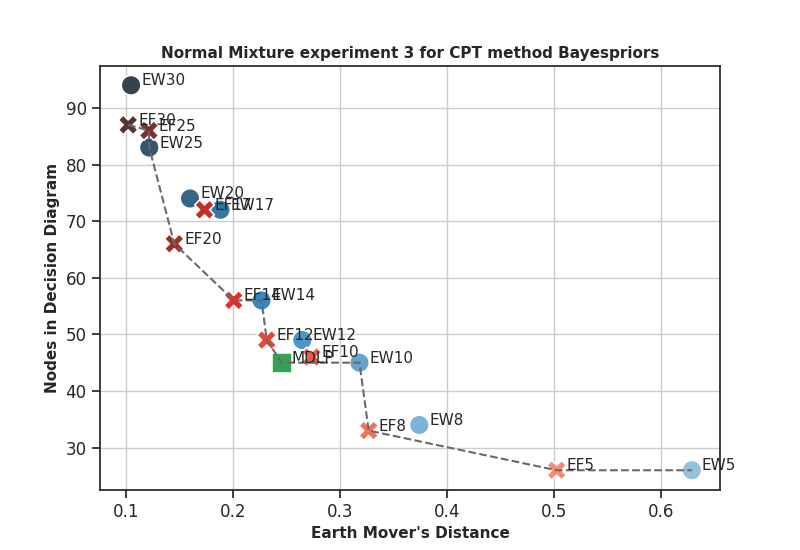 Normal Mixture experiment 3 for CPT method Bayespriors
EW30
EF30
EF25
EW25
EW20
EF17
EW17
EF20
EF14
EW14
EF12
EW12
EF10
MDLP
EW10
EF8
EW8
EF5
EW5
90
80
70
60
50
40
30
Nodes in Decision Diagram
0.1
0.2
0.3
0.4
0.5
0.6
Earth Mover's Distance